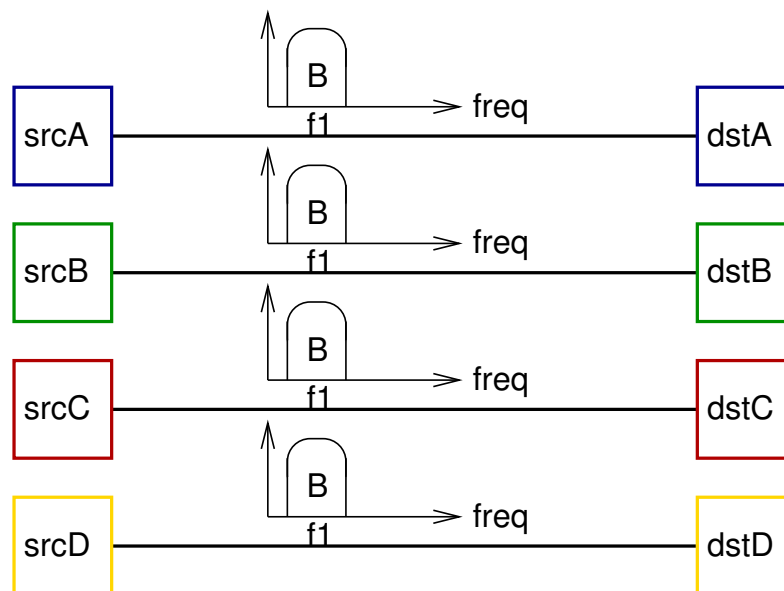 B
freq
f1
srcA
dstA
B
freq
f1
srcB
dstB
B
freq
f1
srcC
dstC
B
freq
f1
srcD
dstD